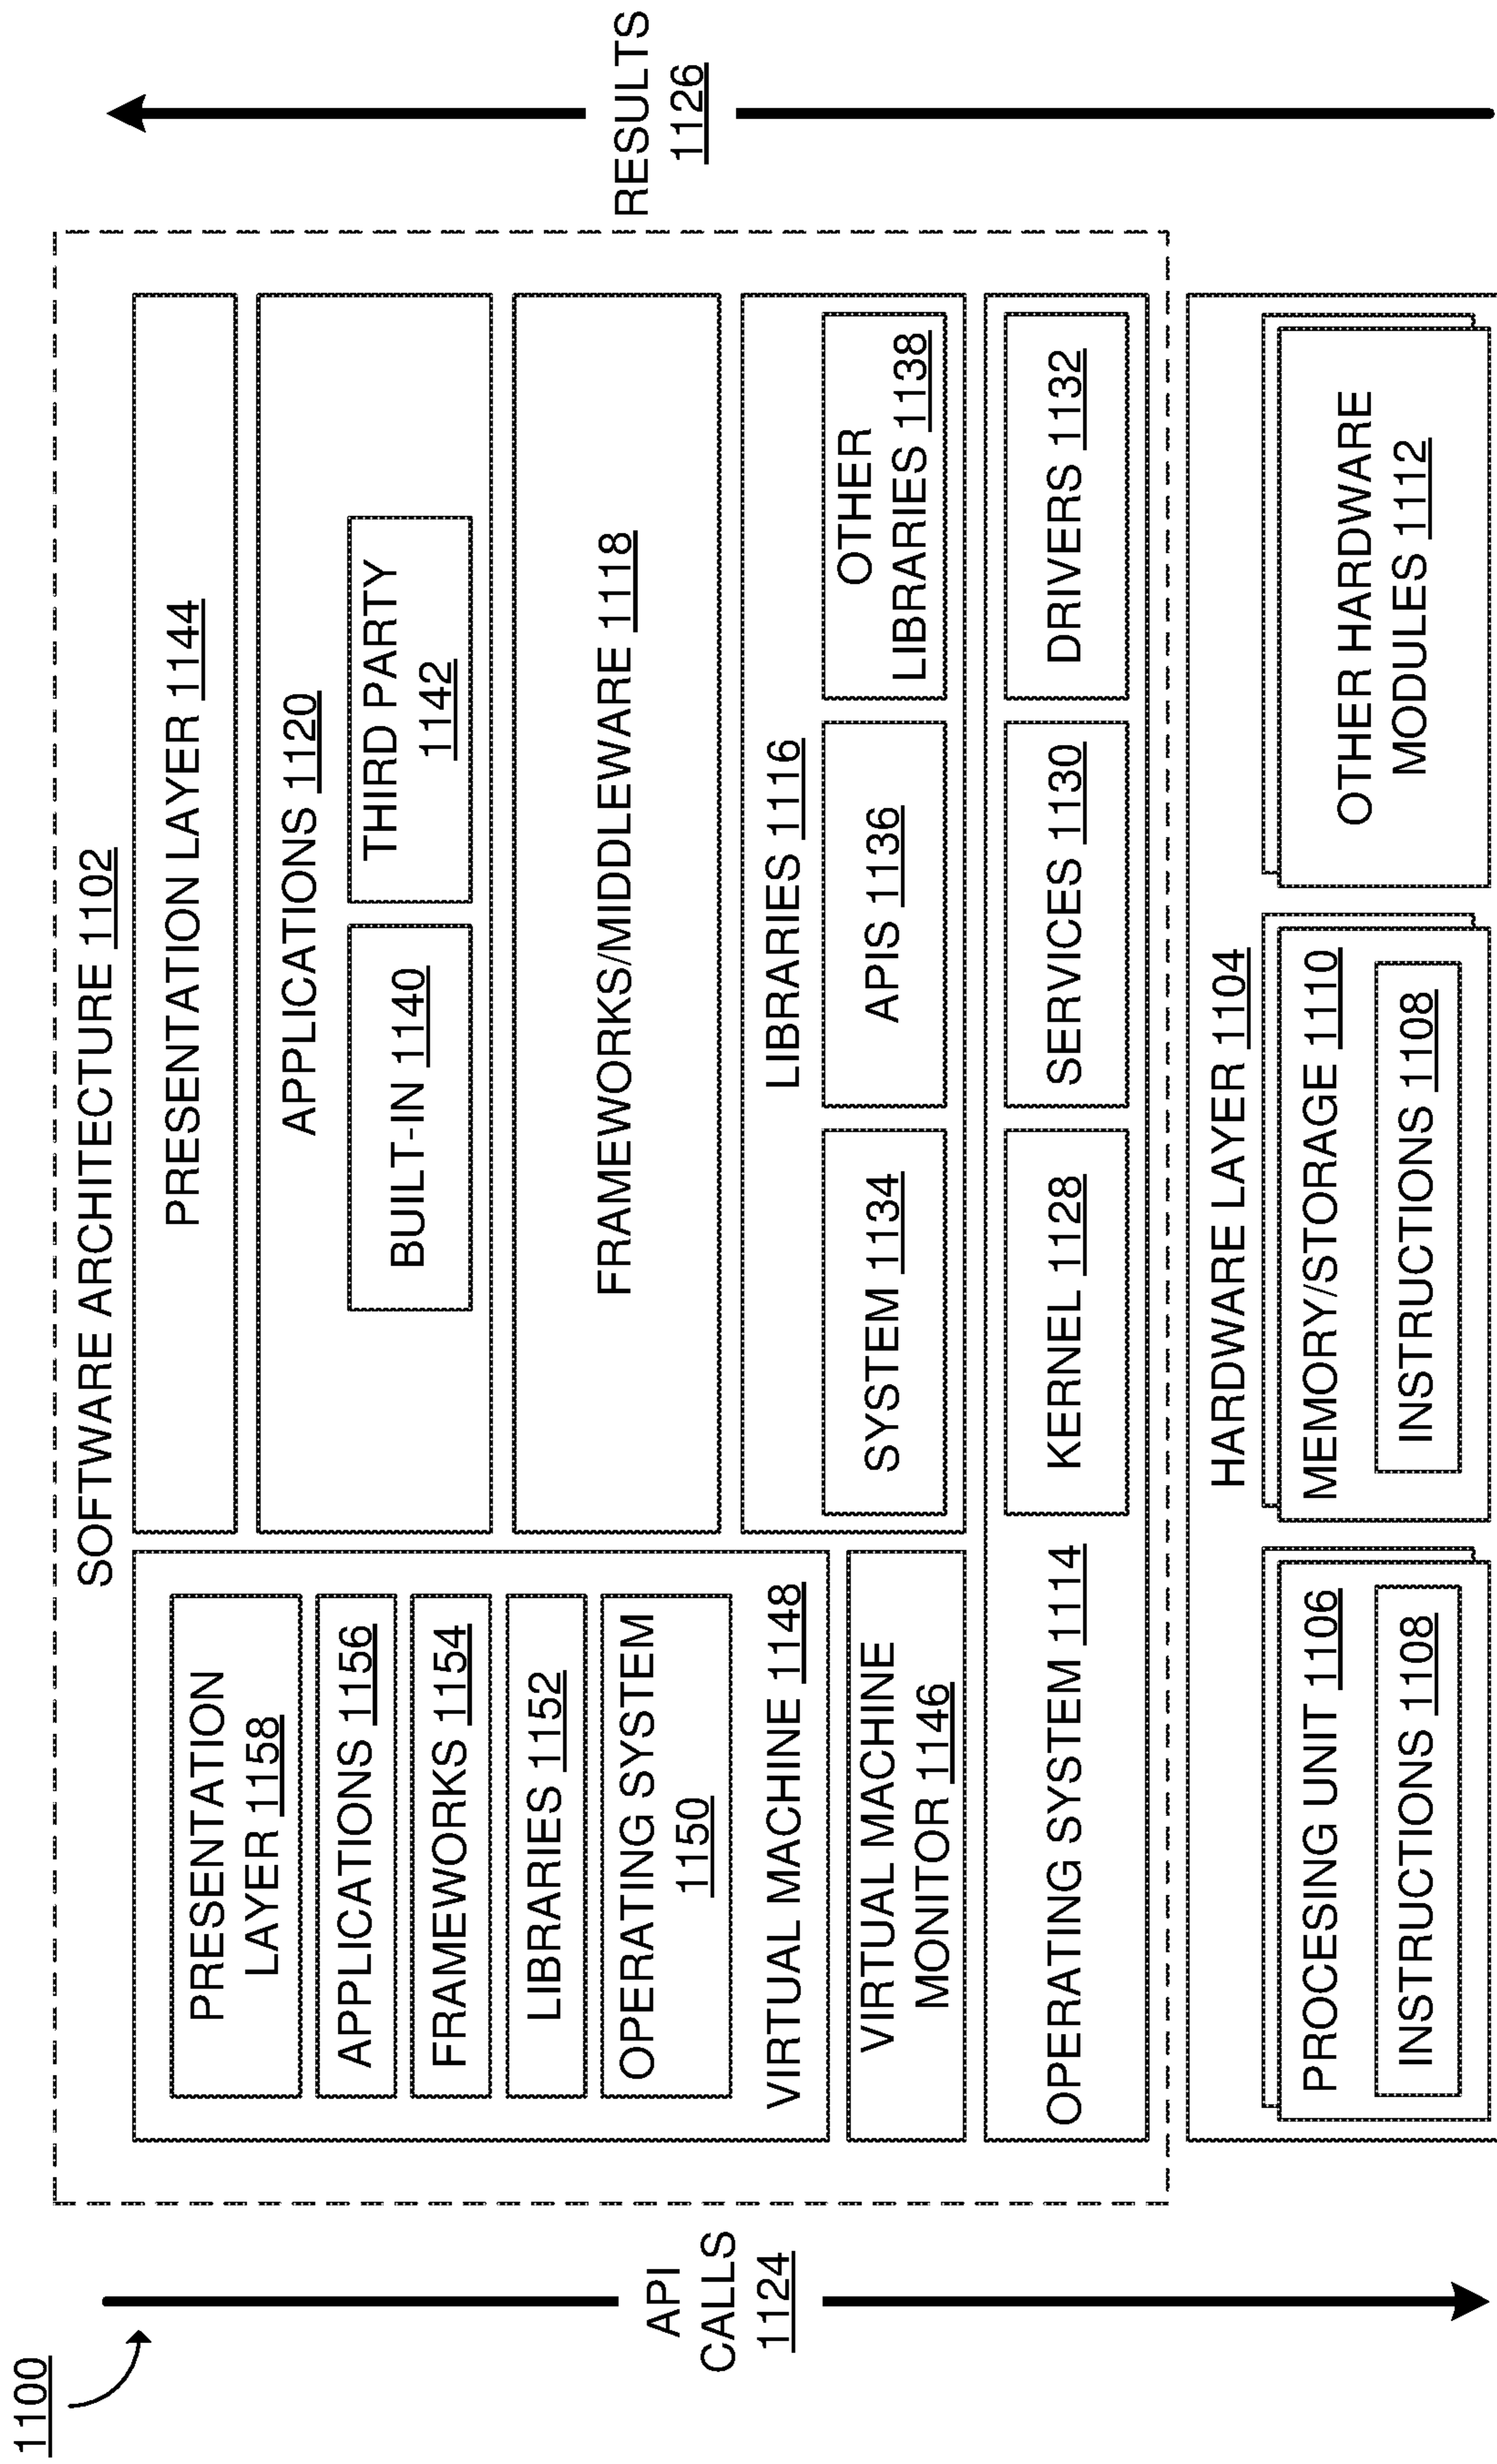 1100
SOFTWARE ARCHITECTURE 1102
PRESENTATION
LAYER 1158
APPLICATIONS 1156
FRAMEWORKS 1154
LIBRARIES 1152
OPERATING SYSTEM
1150
VIRTUAL MACHINE 1148
VIRTUAL MACHINE
MONITOR 1146
PRESENTATION LAYER 1144
APPLICATIONS 1120
BUILT-IN 1140
THIRD PARTY
1142
FRAMEWORKS/MIDDLEWARE 1118
LIBRARIES 1116
SYSTEM 1134
APIS 1136
OTHER
LIBRARIES 1138
OPERATING SYSTEM 1114
KERNEL 1128
SERVICES 1130
DRIVERS 1132
HARDWARE LAYER 1104
PROCESING UNIT 1106
INSTRUCTIONS 1108
MEMORY/STORAGE 1110
INSTRUCTIONS 1108
OTHER HARDWARE
MODULES 1112
API
CALLS
1124
RESULTS
1126